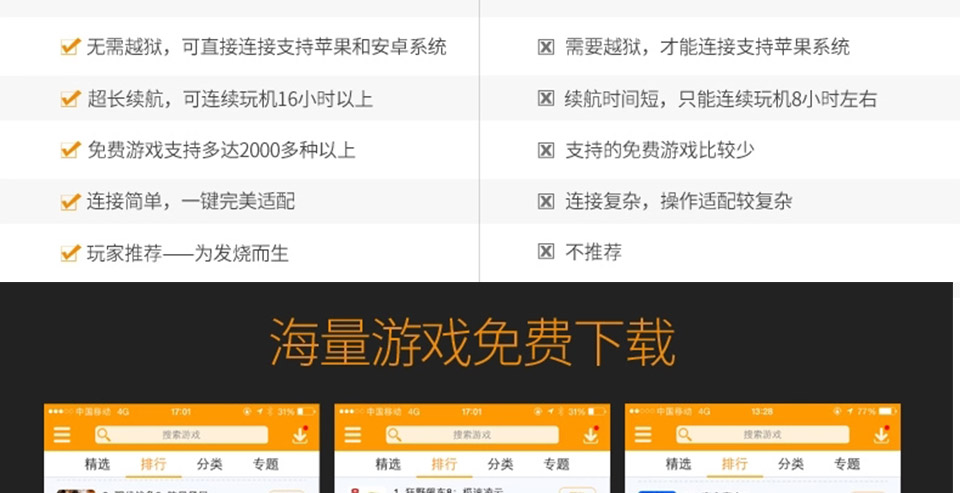 无需越狱，可直接连接支持苹果和安卓系统
需要越狱，才能连接支持苹果系统
超长续航，可连续玩机16小时以上
续航时间短，只能连续玩机8小时左右
免费游戏支持多达2000多种以上
支持的免费游戏比较少
连接简单，一键完美适配
连接复杂，操作适配较复杂
玩家推荐——为发烧而生
不推荐
海量游戏免费下载
中国移动 4G 17:01 31%
中国移动 4G 17:01 31%
中国移动 4G 13:28 77%
搜索游戏
搜索游戏
搜索游戏
精选 排行 分类 专题
精选 排行 分类 专题
精选 排行 分类 专题